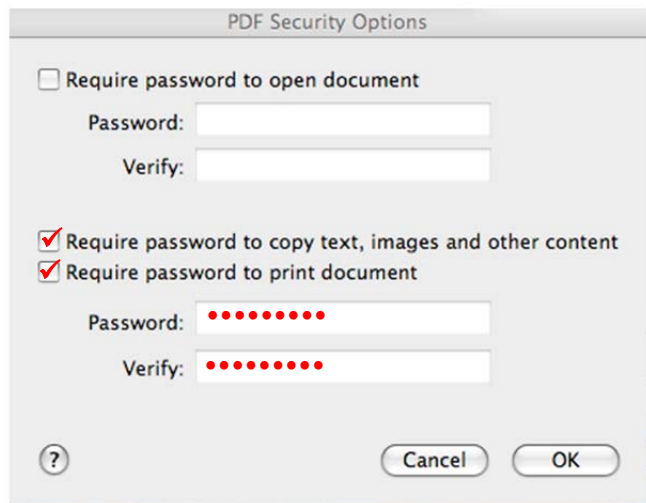 PDF Security Options
Require password to open document
Password:
Verify:
Require password to copy text, images and other content
Require password to print document
Password: •••••••••
Verify: •••••••••
?
Cancel OK